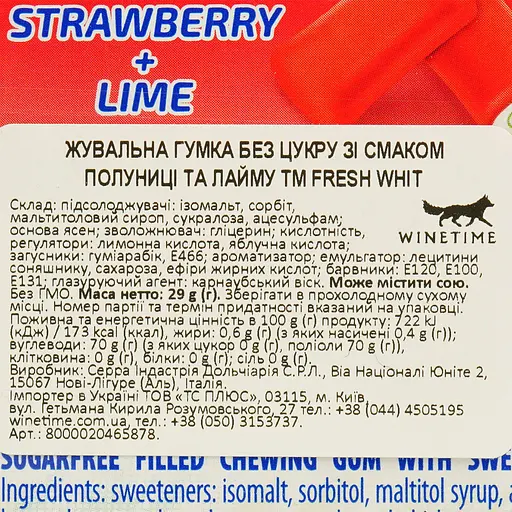 STRAWBERRY
+
LIME
ЖУВАЛЬНА ГУМКА БЕЗ ЦУКРУ ЗІ СМАКОМ
ПОЛУНИЦІ ТА ЛАЙМУ ТМ FRESH WHIT
Склад: підсолоджувачі: ізомальт, сорбіт,
мальтитоловий сироп, сукралоза, ацесульфам;
основа ясен; зволожнювач: гліцерин; кислотність,
регулятори: лимонна кислота, яблучна кислота;
загусники: гуміарабік, E466; ароматизатор; емульгатор: лецитини
соняшнику, сахароза, ефіри жирних кислот; барвники: E120, E100,
E131; глазуруючий агент: карнаубський віск. Може містити сою.
Без ГМО. Маса нетто: 29 g (г). Зберігати в прохолодному сухому
місці. Номер партії та термін придатності вказаний на упаковці.
Поживна та енергетична цінність в 100 g (г) продукту: 722 kJ
(кДж) / 173 kcal (ккал), жири: 0,6 g (г) (з яких насичені 0,4 g (г));
вуглеводи: 70 g (г) (з яких цукор 0 g (г), поліоли 70 g (г)),
клітковина: 0 g (г), білки: 0 g (г); сіль 0 g (г).
Виробник: Серра Індастрія Дольчіарія С.Р.Л., Віа Націоналі Юніте 2,
15067 Нові-Лігуре (Аль), Італія.
Імпортер в Україні ТОВ «ТС ПЛЮС», 03115, м. Київ,
вул. Гетьмана Кирила Розумовського, 27 тел.: +38 (044) 4505195
winetime.com.ua, тел.: +38 (050) 3153737.
Арт.: 8000020465878.
WINETIME
SUGARFREE FILLED CHEWING GUM WITH SWE
Ingredients: sweeteners: isomalt, sorbitol, maltitol syrup, a